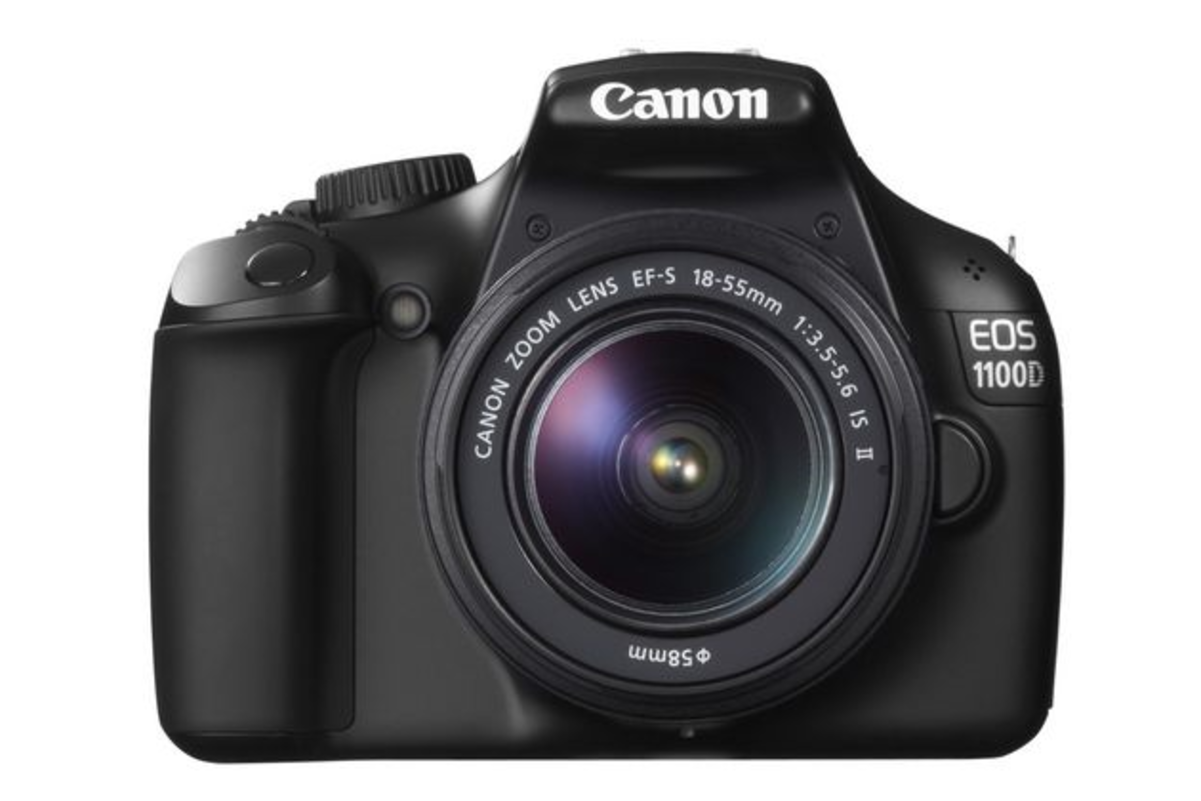 Canon
CANON ZOOM LENS EF-S 18-55mm 1:3.5-5.6 IS II
EOS
1100D
φ58mm